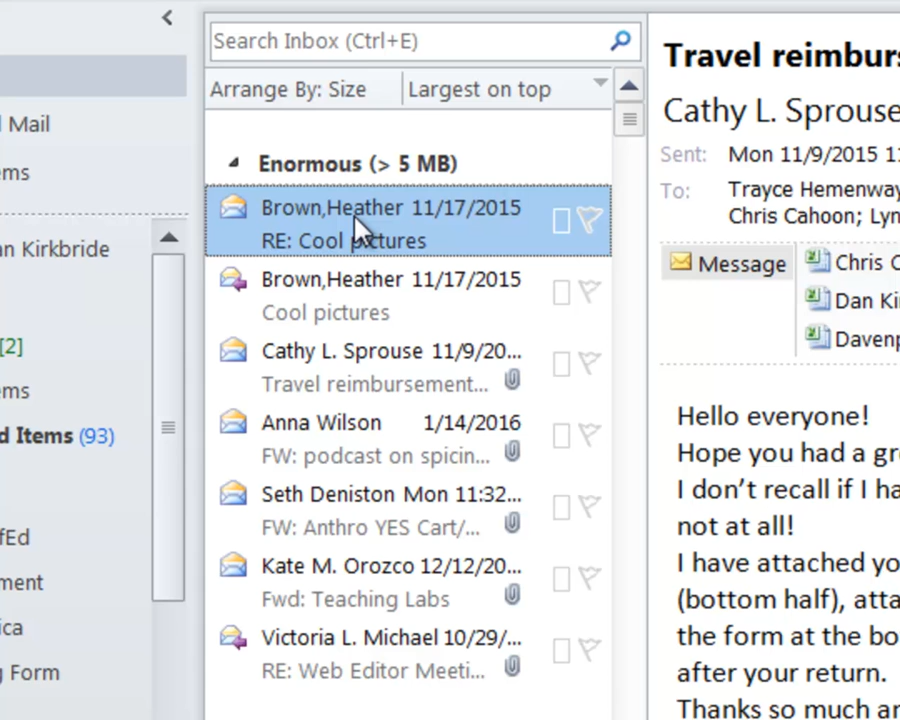 Mail
ems
n Kirkbride
[2]
ems
d Items (93)
fEd
ment
ica
g Form
Search Inbox (Ctrl+E)
Arrange By: Size Largest on top
Enormous (> 5 MB)
Brown,Heather 11/17/2015
RE: Cool pictures
Brown,Heather 11/17/2015
Cool pictures
Cathy L. Sprouse 11/9/20...
Travel reimbursement...
Anna Wilson 1/14/2016
FW: podcast on spicin...
Seth Deniston Mon 11:32...
FW: Anthro YES Cart/...
Kate M. Orozco 12/12/20...
Fwd: Teaching Labs
Victoria L. Michael 10/29/...
RE: Web Editor Meeti...
Travel reimburs
Cathy L. Sprouse
Sent: Mon 11/9/2015 11
To: Trayce Hemenway
Chris Cahoon; Lyn
Message
Chris C
Dan Ki
Davenp
Hello everyone!
Hope you had a gr
I don't recall if I ha
not at all!
I have attached yo
(bottom half), atta
the form at the bo
after your return.
Thanks so much an